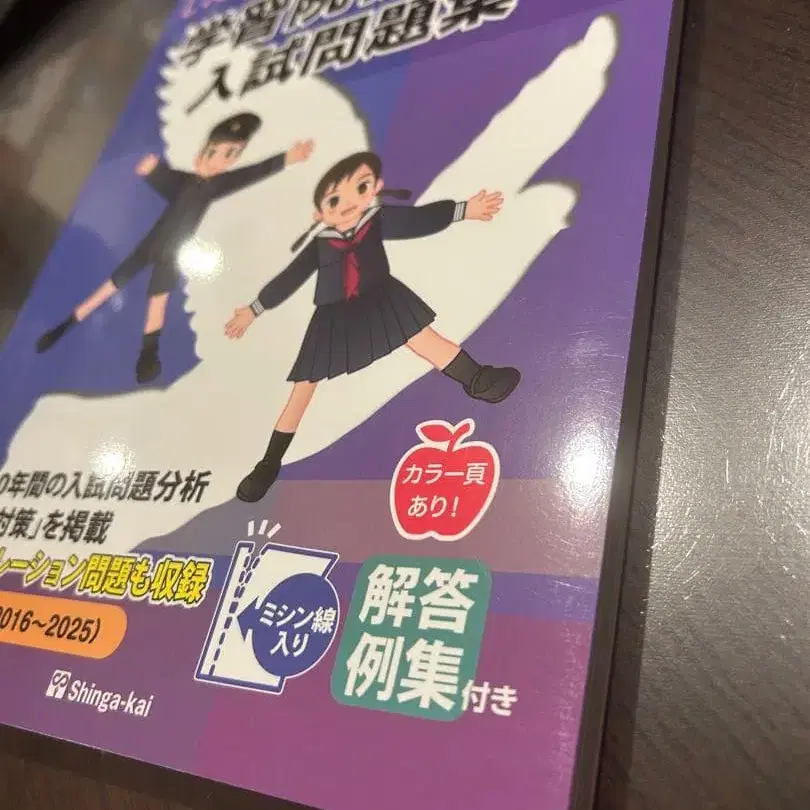 学習院
入試問題集
0年間の入試問題分析
対策」を掲載
レーション問題も収録
2016~2025)
カラー頁
あり!
ミシン線
入り
解答
例集付き
Shinga-kai